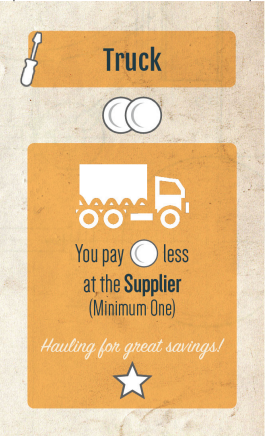 Truck
You pay less
at the Supplier
(Minimum One)
Hauling for great savings!